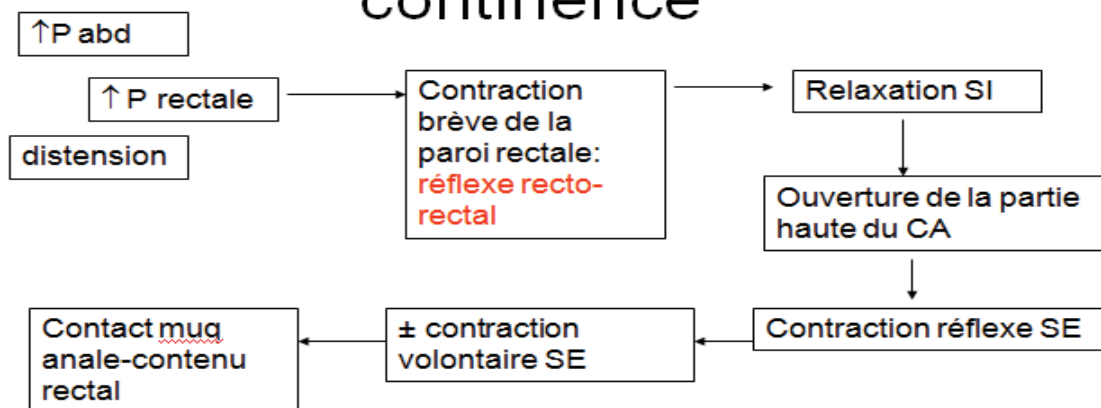 continence
↑P abd
↑ P rectale
distension
Contraction
brève de la
paroi rectale:
réflexe recto-
rectal
Relaxation SI
Ouverture de la partie
haute du CA
Contraction réflexe SE
± contraction
volontaire SE
Contact muq
anale-contenu
rectal